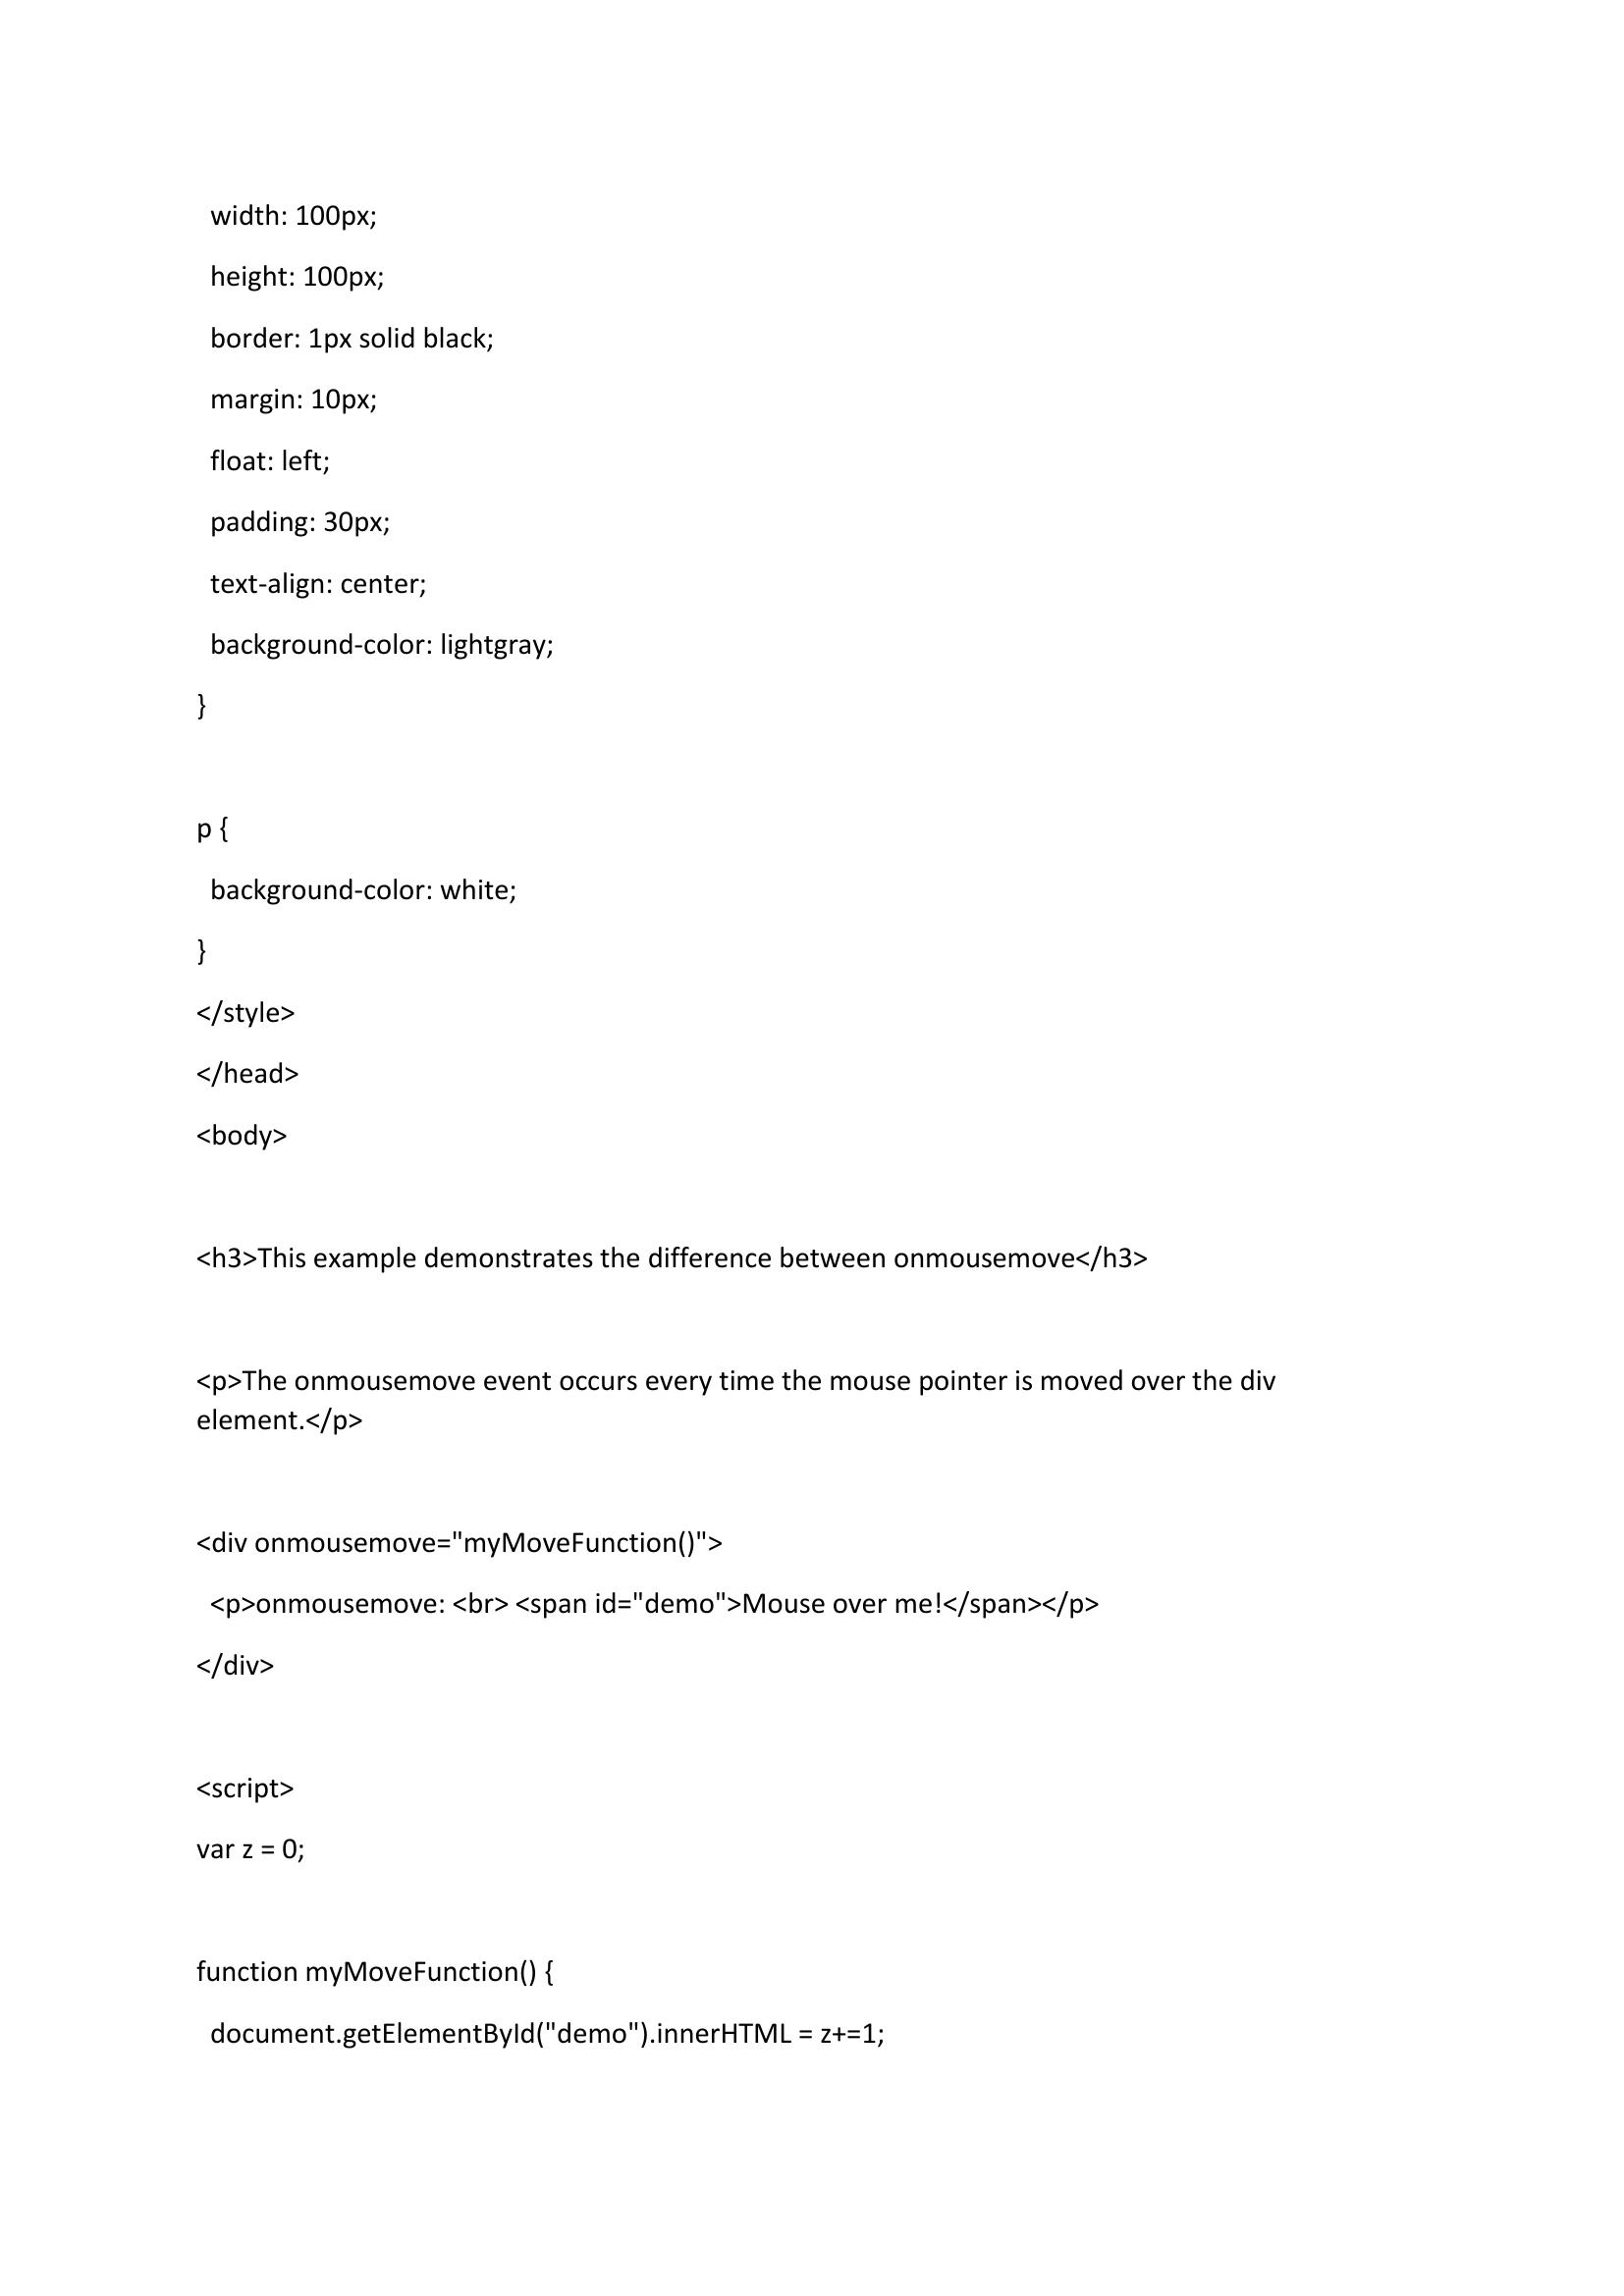 width: 100px;
height: 100px;
border: 1px solid black;
margin: 10px;
float: left;
padding: 30px;
text-align: center;
background-color: lightgray;
}
p {
background-color: white;
}
</style>
</head>
<body>
<h3>This example demonstrates the difference between onmousemove</h3>
<p>The onmousemove event occurs every time the mouse pointer is moved over the div
element.</p>
<div onmousemove="myMoveFunction()">
<p>onmousemove: <br> <span id="demo">Mouse over me!</span></p>
</div>
<script>
var z = 0;
function myMoveFunction() {
document.getElementById("demo").innerHTML = z+=1;